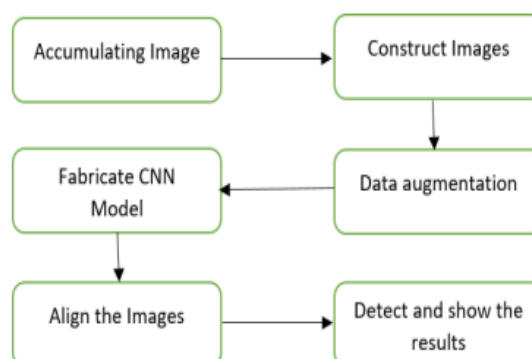 Accumulating Image
Construct Images
Data augmentation
Fabricate CNN
Model
Align the Images
Detect and show the
results